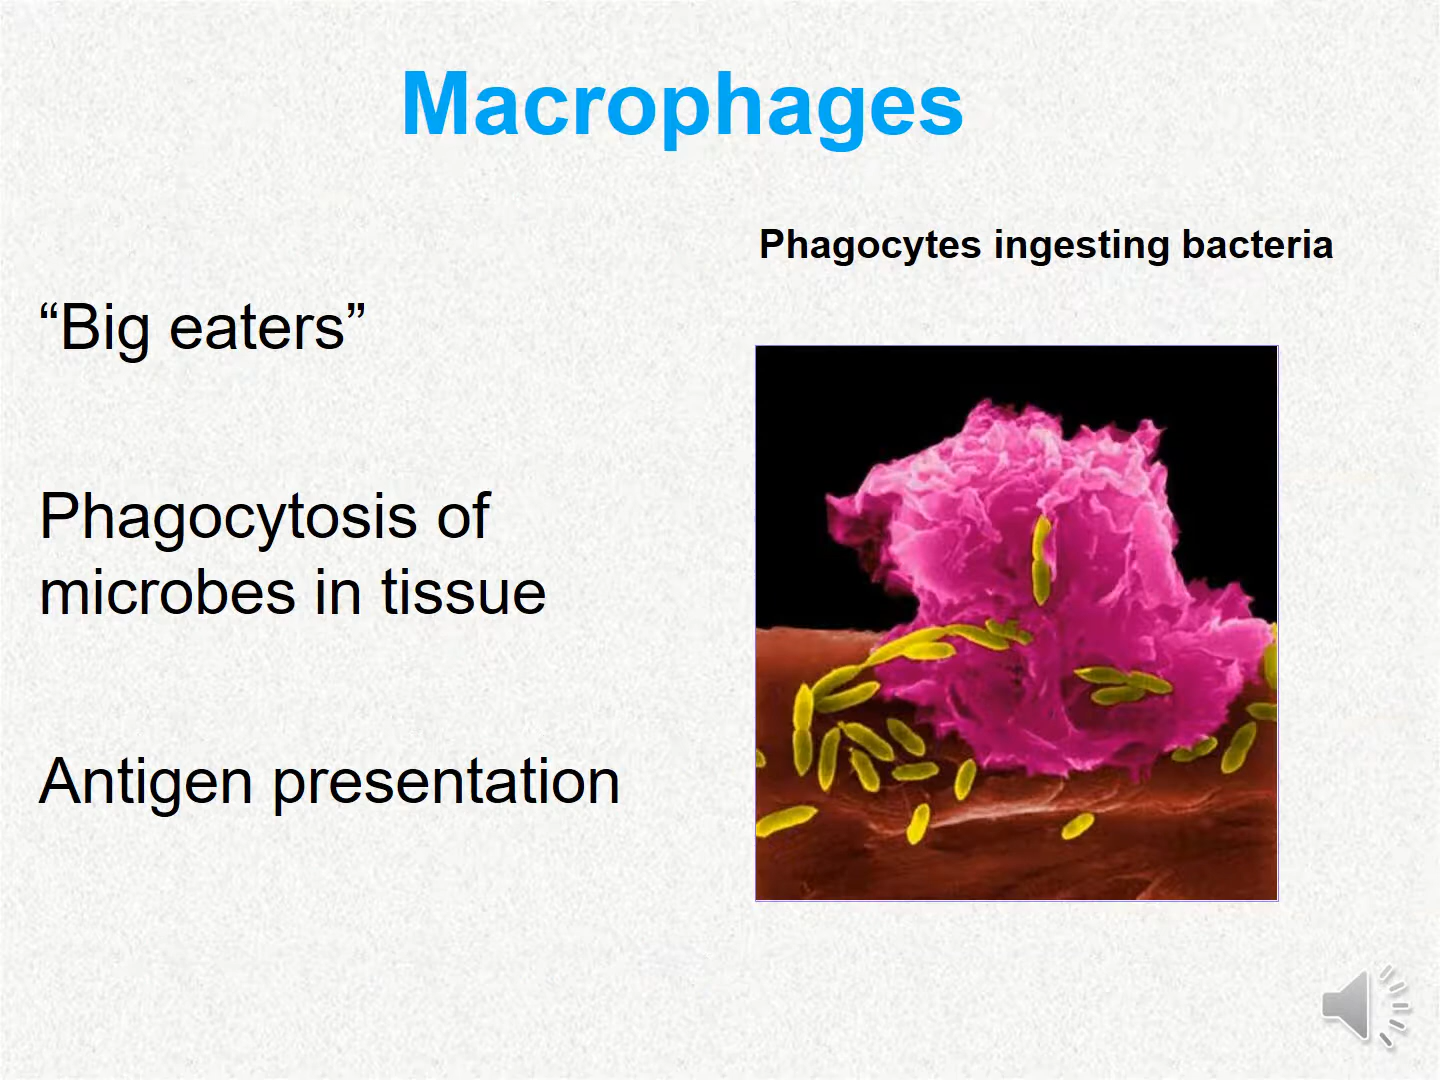 Macrophages
“Big eaters”
Phagocytosis of
microbes in tissue
Antigen presentation
Phagocytes ingesting bacteria